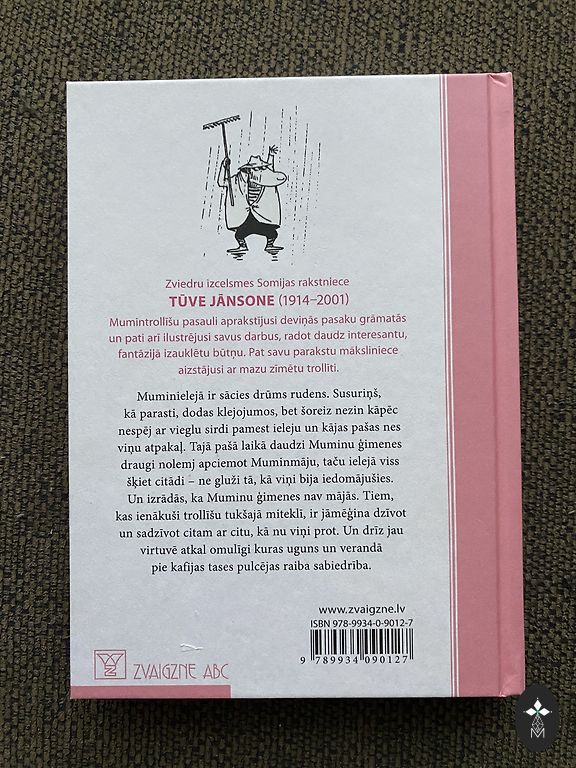 Zviedru izcelsmes Somijas rakstniece
TŪVE JĀNSONE (1914–2001)
Mumintrollīšu pasauli aprakstījusi deviņās pasaku grāmatās
un pati arī ilustrējusi savus darbus, radot daudz interesantu,
fantāzijā izauklētu būtņu. Pat savu parakstu māksliniece
aizstājusi ar mazu zīmētu trollīti.
Muminielejā ir sācies drūms rudens. Susuriņš,
kā parasti, dodas klejojumos, bet šoreiz nezin kāpēc
nespēj ar vieglu sirdi pamest ieleju un kājas pašas nes
viņu atpakaļ. Tajā pašā laikā daudzi Muminu ģimenes
draugi nolemj apciemot Muminmāju, taču ielejā viss
šķiet citādi – ne gluži tā, kā viņi bija iedomājušies.
Un izrādās, ka Muminu ģimenes nav mājās. Tiem,
kas ienākuši trollīšu tukšajā miteklī, ir jāmēģina dzīvot
un sadzīvot citam ar citu, kā nu viņi prot. Un drīz jau
virtuvē atkal omulīgi kuras uguns un verandā
pie kafijas tases pulcējas raiba sabiedrība.
www.zvaigzne.lv
ISBN 978-9934-0-9012-7
9 789934 090127
ZVAIGZNE ABC
M